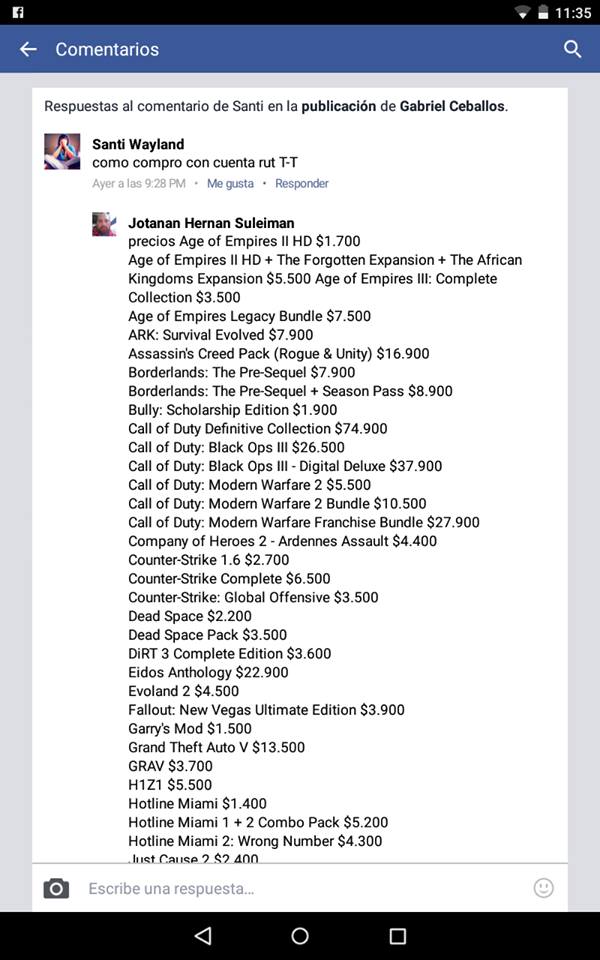 11:35
Comentarios
Respuestas al comentario de Santi en la publicación de Gabriel Ceballos.
Santi Wayland
como compro con cuenta rut T-T
Ayer a las 9:28 PM • Me gusta • Responder
Jotanan Hernan Suleiman
precios Age of Empires II HD $1.700
Age of Empires II HD + The Forgotten Expansion + The African
Kingdoms Expansion $5.500 Age of Empires III: Complete
Collection $3.500
Age of Empires Legacy Bundle $7.500
ARK: Survival Evolved $7.900
Assassin's Creed Pack (Rogue & Unity) $16.900
Borderlands: The Pre-Sequel $7.900
Borderlands: The Pre-Sequel + Season Pass $8.900
Bully: Scholarship Edition $1.900
Call of Duty Definitive Collection $74.900
Call of Duty: Black Ops III $26.500
Call of Duty: Black Ops III - Digital Deluxe $37.900
Call of Duty: Modern Warfare 2 $5.500
Call of Duty: Modern Warfare 2 Bundle $10.500
Call of Duty: Modern Warfare Franchise Bundle $27.900
Company of Heroes 2 - Ardennes Assault $4.400
Counter-Strike 1.6 $2.700
Counter-Strike Complete $6.500
Counter-Strike: Global Offensive $3.500
Dead Space $2.200
Dead Space Pack $3.500
DiRT 3 Complete Edition $3.600
Eidos Anthology $22.900
Evoland 2 $4.500
Fallout: New Vegas Ultimate Edition $3.900
Garry's Mod $1.500
Grand Theft Auto V $13.500
GRAV $3.700
H1Z1 $5.500
Hotline Miami $1.400
Hotline Miami 1 + 2 Combo Pack $5.200
Hotline Miami 2: Wrong Number $4.300
Just Cause 2 $2.400
Escribe una respuesta...